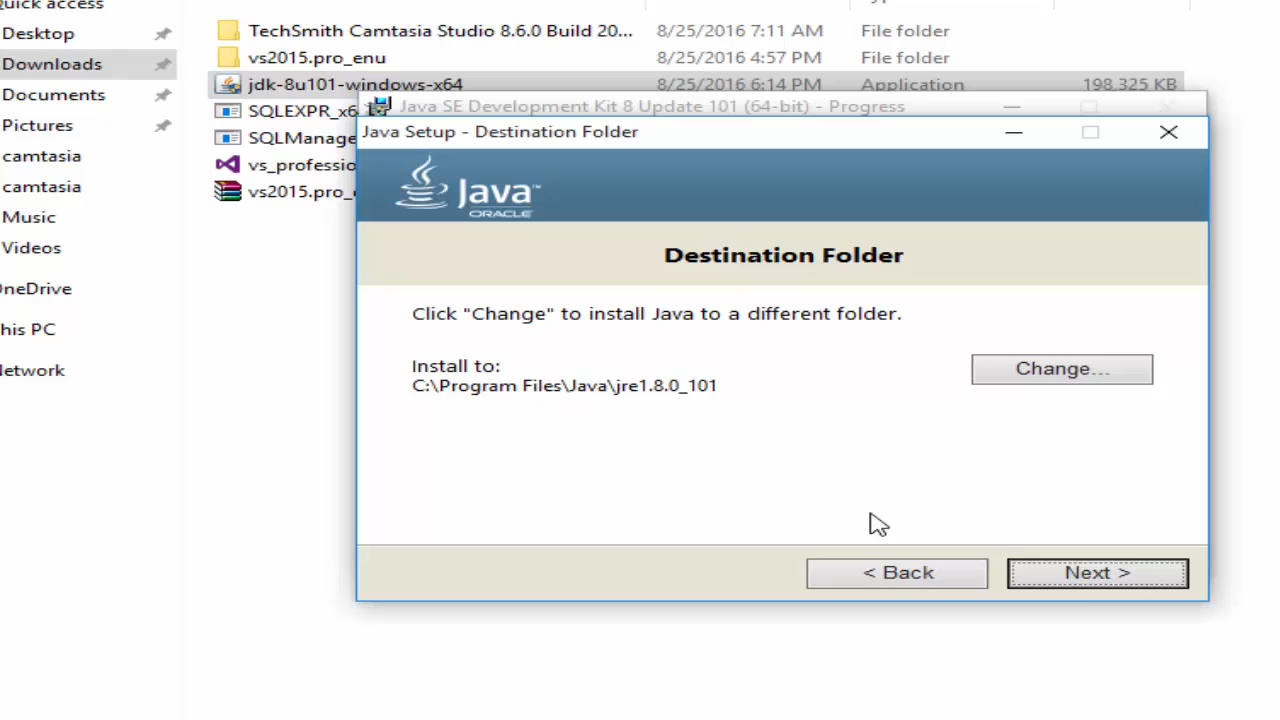 Quick access
TechSmith Camtasia Studio 8.6.0 Build 20... 8/25/2016 7:11 AM File folder
Desktop
vs2015.pro_enu 8/25/2016 4:57 PM File folder
Downloads
jdk-8u101-windows-x64 8/25/2016 6:14 PM Application 198,325 KB
Documents
SQLEXPR_x6
Java SE Development Kit 8 Update 101 (64-bit) - Progress
Pictures
SQLManage
Java Setup - Destination Folder
camtasia
vs_professio
camtasia
vs2015.pro_e
Java™
ORACLE
Music
Videos
Destination Folder
OneDrive
Click "Change" to install Java to a different folder.
his PC
Install to:
C:\Program Files\Java\jre1.8.0_101
Change...
etwork
< Back
Next >